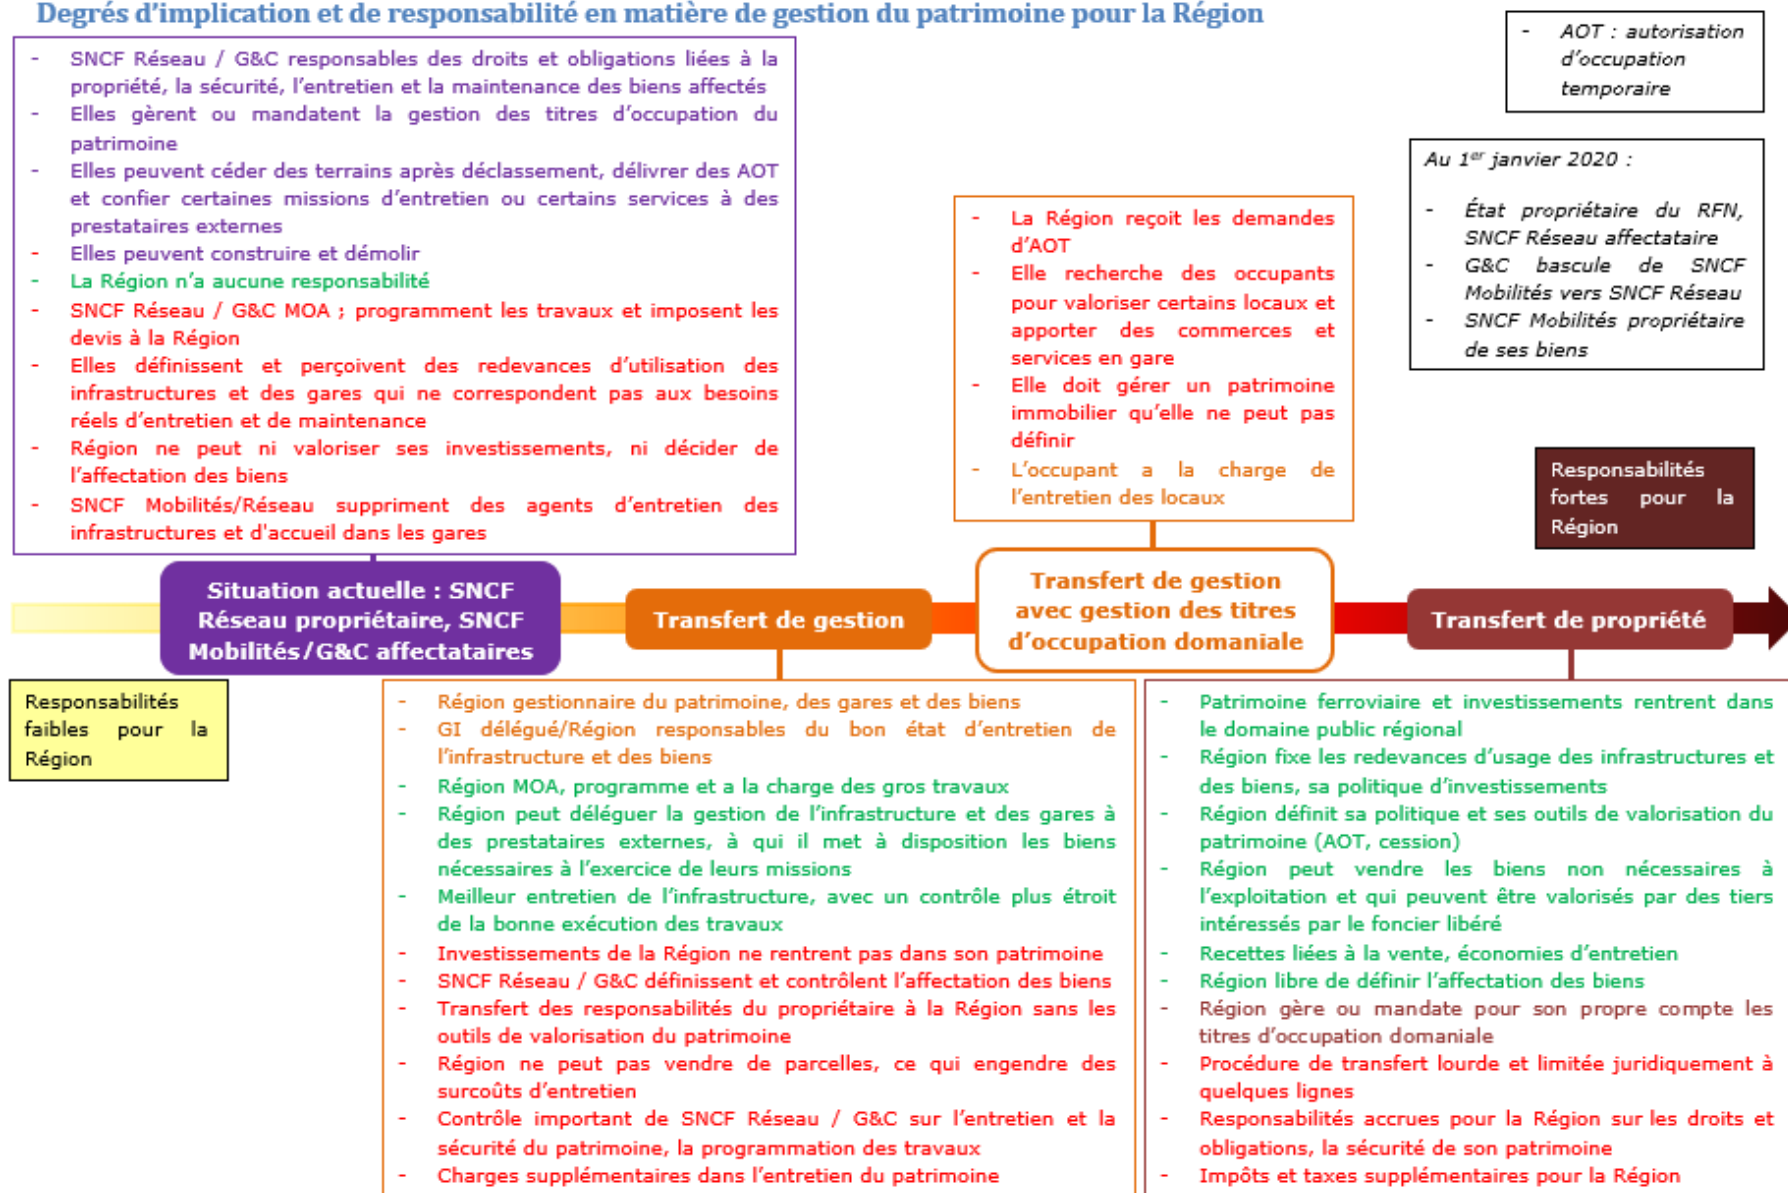 Degrés d'implication et de responsabilité en matière de gestion du patrimoine pour la Région
- SNCF Réseau / G&C responsables des droits et obligations liées à la
propriété, la sécurité, l'entretien et la maintenance des biens affectés
- Elles gèrent ou mandatent la gestion des titres d'occupation du
patrimoine
- Elles peuvent céder des terrains après déclassement, délivrer des AOT
et confier certaines missions d'entretien ou certains services à des
prestataires externes
- Elles peuvent construire et démolir
- La Région n'a aucune responsabilité
- SNCF Réseau / G&C MOA ; programment les travaux et imposent les
devis à la Région
- Elles définissent et perçoivent des redevances d'utilisation des
infrastructures et des gares qui ne correspondent pas aux besoins
réels d'entretien et de maintenance
- Région ne peut ni valoriser ses investissements, ni décider de
l'affectation des biens
- SNCF Mobilités/Réseau suppriment des agents d'entretien des
infrastructures et d'accueil dans les gares
- AOT : autorisation
d'occupation
temporaire
Au 1er janvier 2020 :
- État propriétaire du RFN,
SNCF Réseau affectataire
- G&C bascule de SNCF
Mobilités vers SNCF Réseau
- SNCF Mobilités propriétaire
de ses biens
- La Région reçoit les demandes
d'AOT
- Elle recherche des occupants
pour valoriser certains locaux et
apporter des commerces et
services en gare
- Elle doit gérer un patrimoine
immobilier qu'elle ne peut pas
définir
- L'occupant a la charge de
l'entretien des locaux
Responsabilités
fortes pour la
Région
Situation actuelle : SNCF
Réseau propriétaire, SNCF
Mobilités/G&C affectataires
Transfert de gestion
Transfert de gestion
avec gestion des titres
d'occupation domaniale
Transfert de propriété
Responsabilités
faibles pour la
Région
- Région gestionnaire du patrimoine, des gares et des biens
- GI délégué/Région responsables du bon état d'entretien de
l'infrastructure et des biens
- Région MOA, programme et a la charge des gros travaux
- Région peut déléguer la gestion de l'infrastructure et des gares à
des prestataires externes, à qui il met à disposition les biens
nécessaires à l'exercice de leurs missions
- Meilleur entretien de l'infrastructure, avec un contrôle plus étroit
de la bonne exécution des travaux
- Investissements de la Région ne rentrent pas dans son patrimoine
- SNCF Réseau / G&C définissent et contrôlent l'affectation des biens
- Transfert des responsabilités du propriétaire à la Région sans les
outils de valorisation du patrimoine
- Région ne peut pas vendre de parcelles, ce qui engendre des
surcoûts d'entretien
- Contrôle important de SNCF Réseau / G&C sur l'entretien et la
sécurité du patrimoine, la programmation des travaux
- Charges supplémentaires dans l'entretien du patrimoine
- Patrimoine ferroviaire et investissements rentrent dans
le domaine public régional
- Région fixe les redevances d'usage des infrastructures et
des biens, sa politique d'investissements
- Région définit sa politique et ses outils de valorisation du
patrimoine (AOT, cession)
- Région peut vendre les biens non nécessaires à
l'exploitation et qui peuvent être valorisés par des tiers
intéressés par le foncier libéré
- Recettes liées à la vente, économies d'entretien
- Région libre de définir l'affectation des biens
- Région gère ou mandate pour son propre compte les
titres d'occupation domaniale
- Procédure de transfert lourde et limitée juridiquement à
quelques lignes
- Responsabilités accrues pour la Région sur les droits et
obligations, la sécurité de son patrimoine
- Impôts et taxes supplémentaires pour la Région